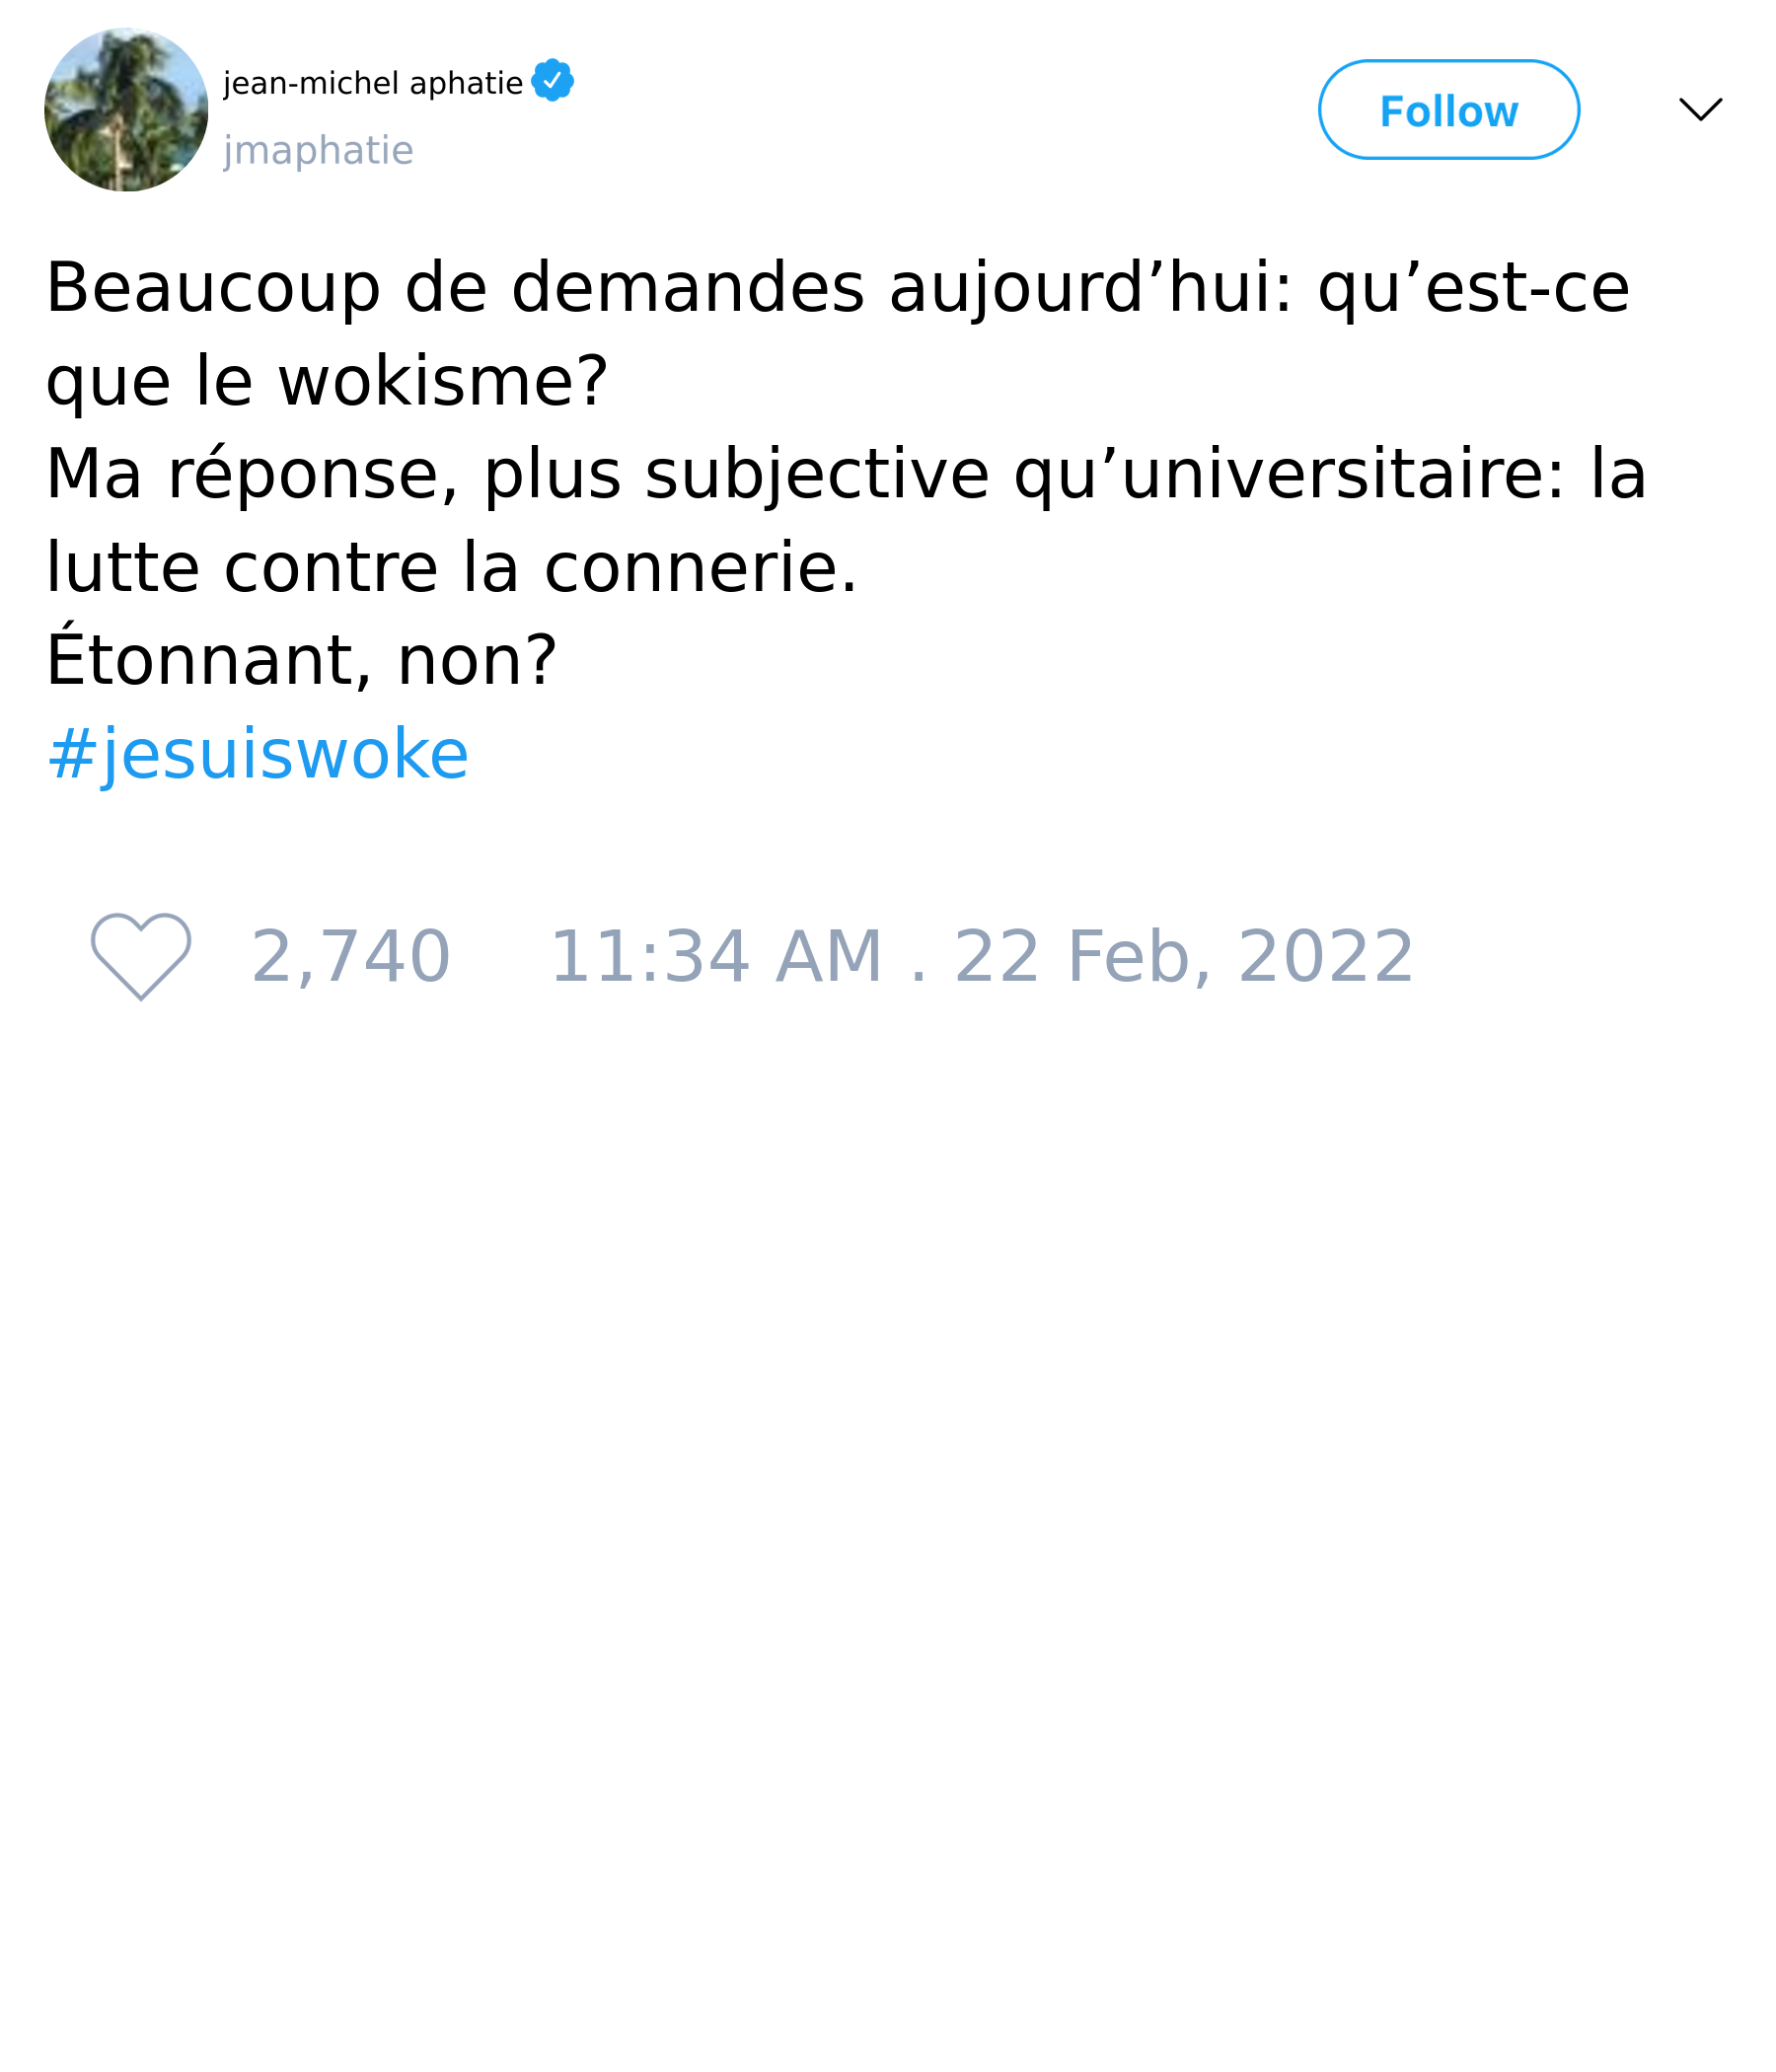 jean-michel aphatie
jmaphatie
Follow
Beaucoup de demandes aujourd’hui: qu’est-ce
que le wokisme?
Ma réponse, plus subjective qu’universitaire: la
lutte contre la connerie.
Étonnant, non?
#jesuiswoke
2,740 11:34 AM . 22 Feb, 2022